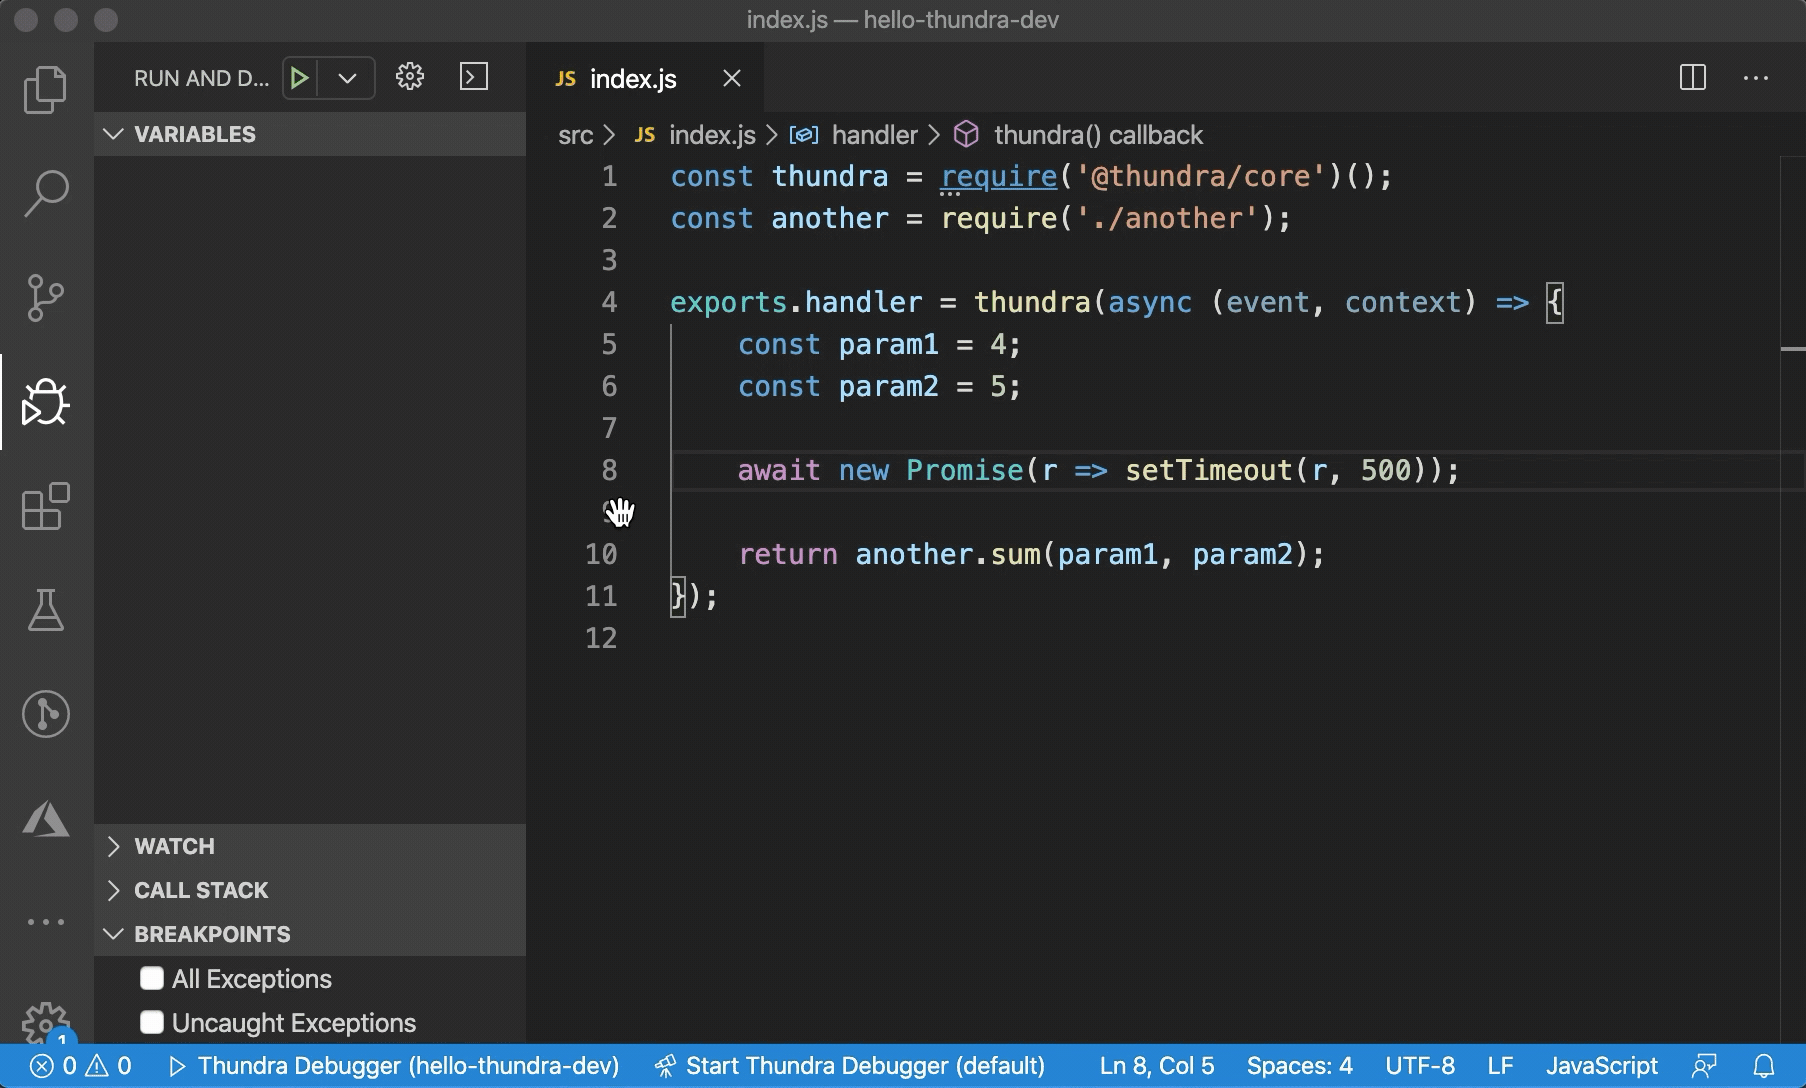 index.js — hello-thundra-dev
RUN AND D...
JS index.js
VARIABLES
src > JS index.js > handler > thundra() callback
1 const thundra = require('@thundra/core')();
2 const another = require('./another');
3
4 exports.handler = thundra(async (event, context) => {
5 const param1 = 4;
6 const param2 = 5;
7
8 await new Promise(r => setTimeout(r, 500));
9
10 return another.sum(param1, param2);
11 });
12
WATCH
CALL STACK
BREAKPOINTS
All Exceptions
Uncaught Exceptions
1
0 0 Thundra Debugger (hello-thundra-dev) Start Thundra Debugger (default) Ln 8, Col 5 Spaces: 4 UTF-8 LF JavaScript